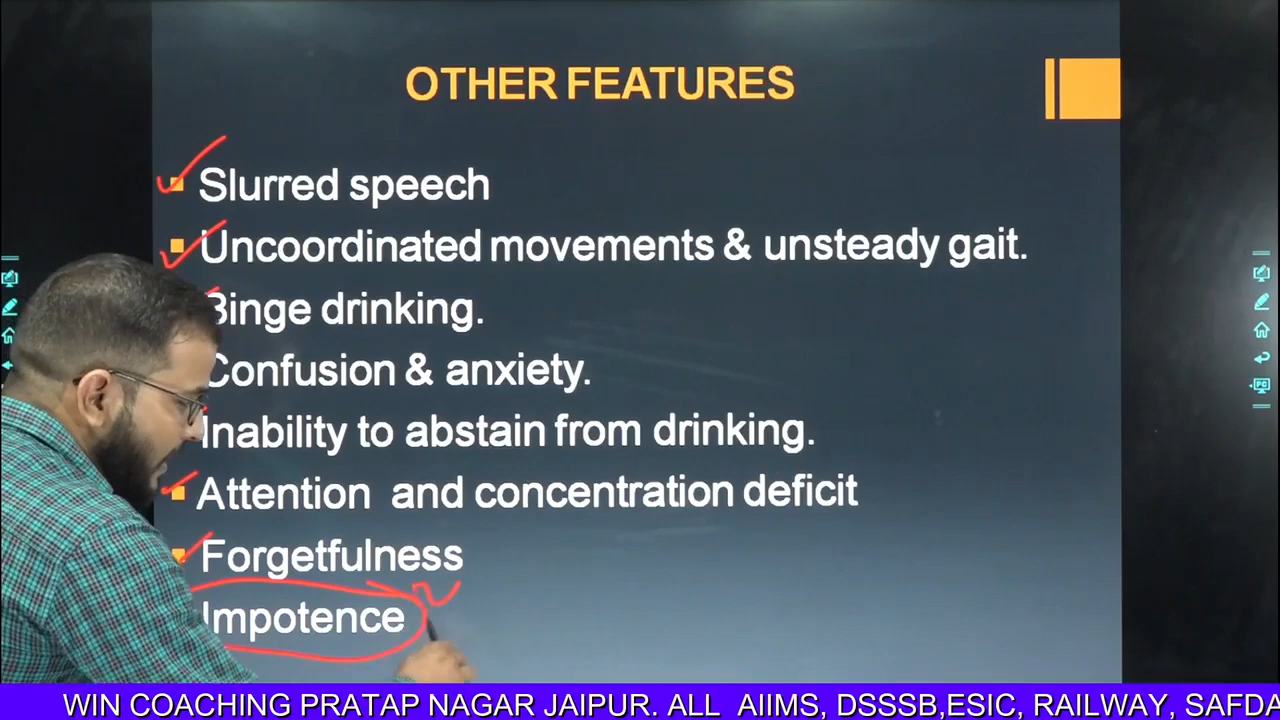 OTHER FEATURES
Slurred speech
Uncoordinated movements & unsteady gait.
Binge drinking.
Confusion & anxiety.
Inability to abstain from drinking.
Attention and concentration deficit
Forgetfulness
Impotence
WIN COACHING PRATAP NAGAR JAIPUR. ALL AIIMS, DSSSB,ESIC, RAILWAY, SAFDA